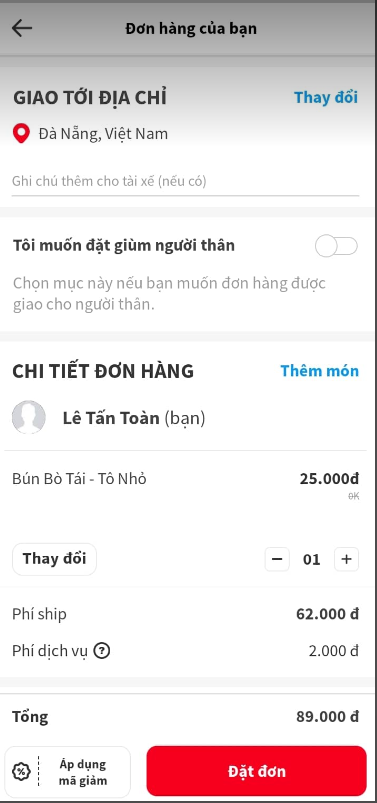 Đơn hàng của bạn
GIAO TỚI ĐỊA CHỈ Thay đổi
Đà Nẵng, Việt Nam
Ghi chú thêm cho tài xế (nếu có)
Tôi muốn đặt giùm người thân
Chọn mục này nếu bạn muốn đơn hàng được
giao cho người thân.
CHI TIẾT ĐƠN HÀNG Thêm món
Lê Tấn Toàn (bạn)
Bún Bò Tái - Tô Nhỏ 25.000đ
0K
Thay đổi − 01 +
Phí ship 62.000 đ
Phí dịch vụ ? 2.000 đ
Tổng 89.000 đ
% Áp dụng
mã giảm
Đặt đơn